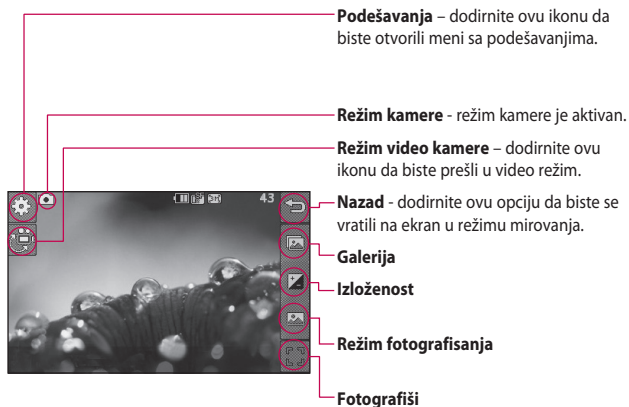 Podešavanja – dodirnite ovu ikonu da
biste otvorili meni sa podešavanjima.
Režim kamere - režim kamere je aktivan.
Režim video kamere – dodirnite ovu
ikonu da biste prešli u video režim.
43
Nazad - dodirnite ovu opciju da biste se
vratili na ekran u režimu mirovanja.
Galerija
Izloženost
Režim fotografisanja
Fotografiši